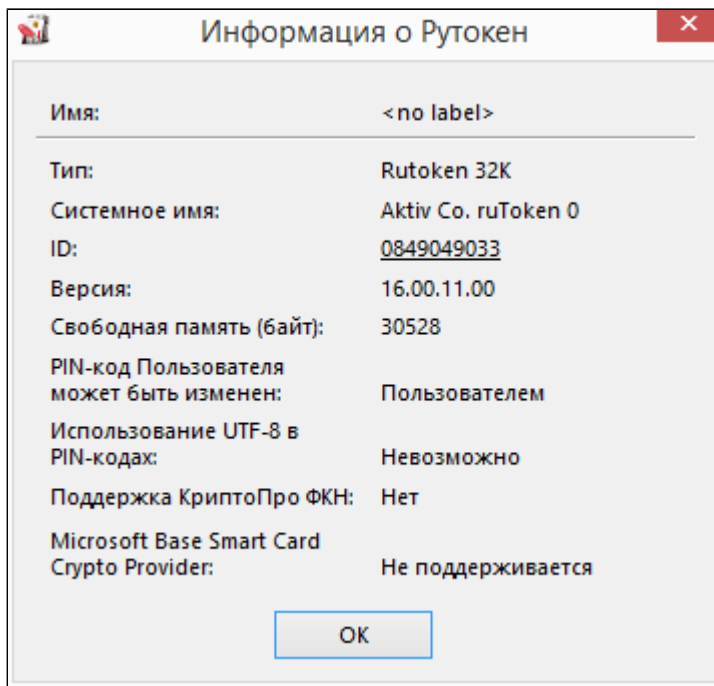 Информация о Рутокен
Имя: <no label>
Тип: Rutoken 32K
Системное имя: Aktiv Co. ruToken 0
ID: 0849049033
Версия: 16.00.11.00
Свободная память (байт): 30528
PIN-код Пользователя
может быть изменен: Пользователем
Использование UTF-8 в
PIN-кодах: Невозможно
Поддержка КриптоПро ФКН: Нет
Microsoft Base Smart Card
Crypto Provider: Не поддерживается
ОК